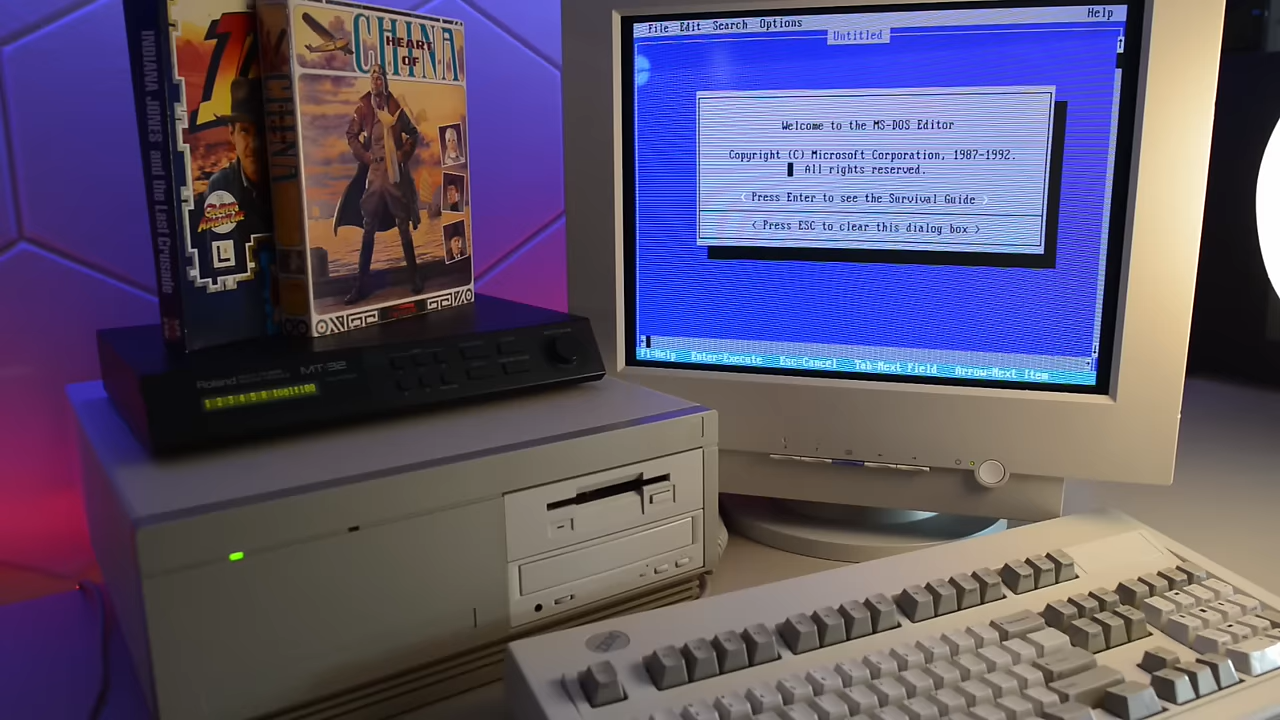 INDIANA JONES and the Last Crusade
HEART
OF
CHINA
File Edit Search Options Help
Untitled
Welcome to the MS-DOS Editor
Copyright (C) Microsoft Corporation, 1987-1992.
All rights reserved.
< Press Enter to see the Survival Guide >
< Press ESC to clear this dialog box >
F1=Help Enter=Execute Esc=Cancel Tab=Next Field Arrow=Next Item
Roland
MT-32
IBM